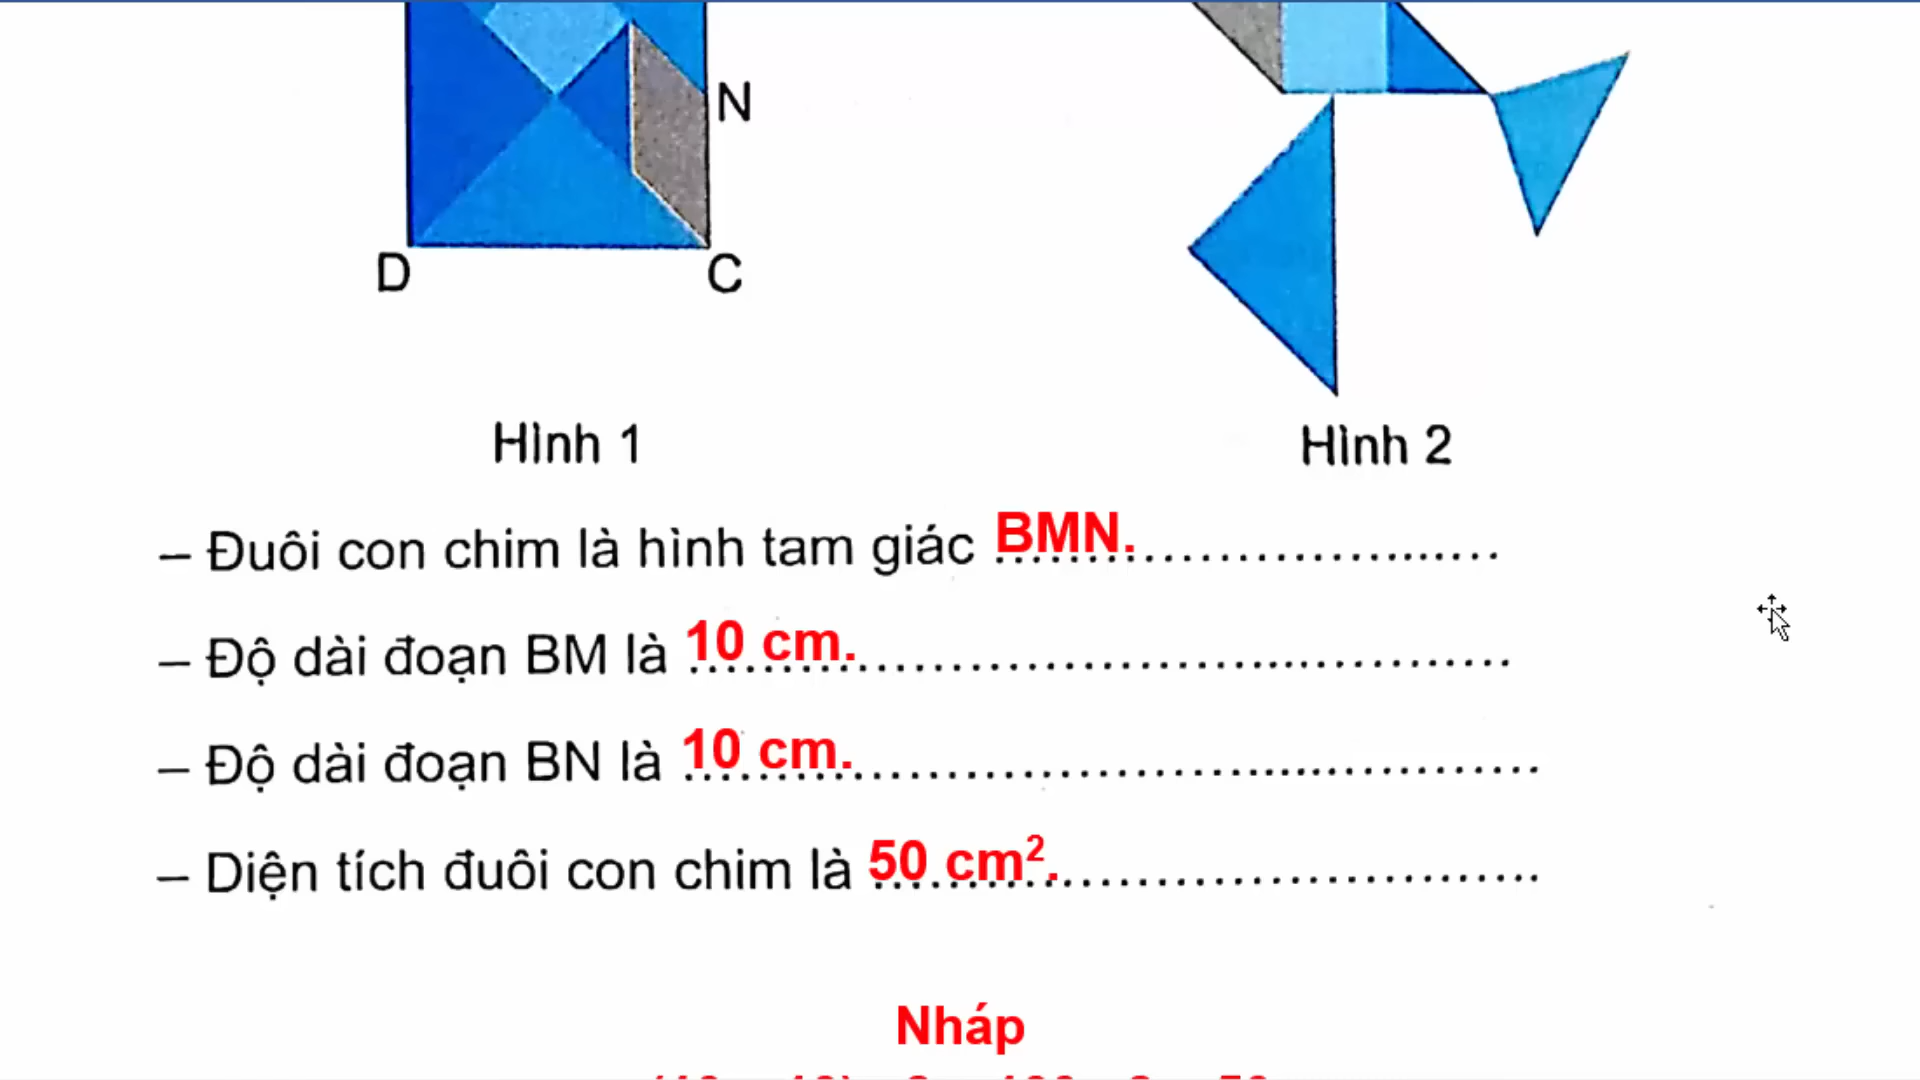 N
D
C
Hình 1
Hình 2
– Đuôi con chim là hình tam giác BMN.
– Độ dài đoạn BM là 10 cm.
– Độ dài đoạn BN là 10 cm.
– Diện tích đuôi con chim là 50 cm².
Nháp